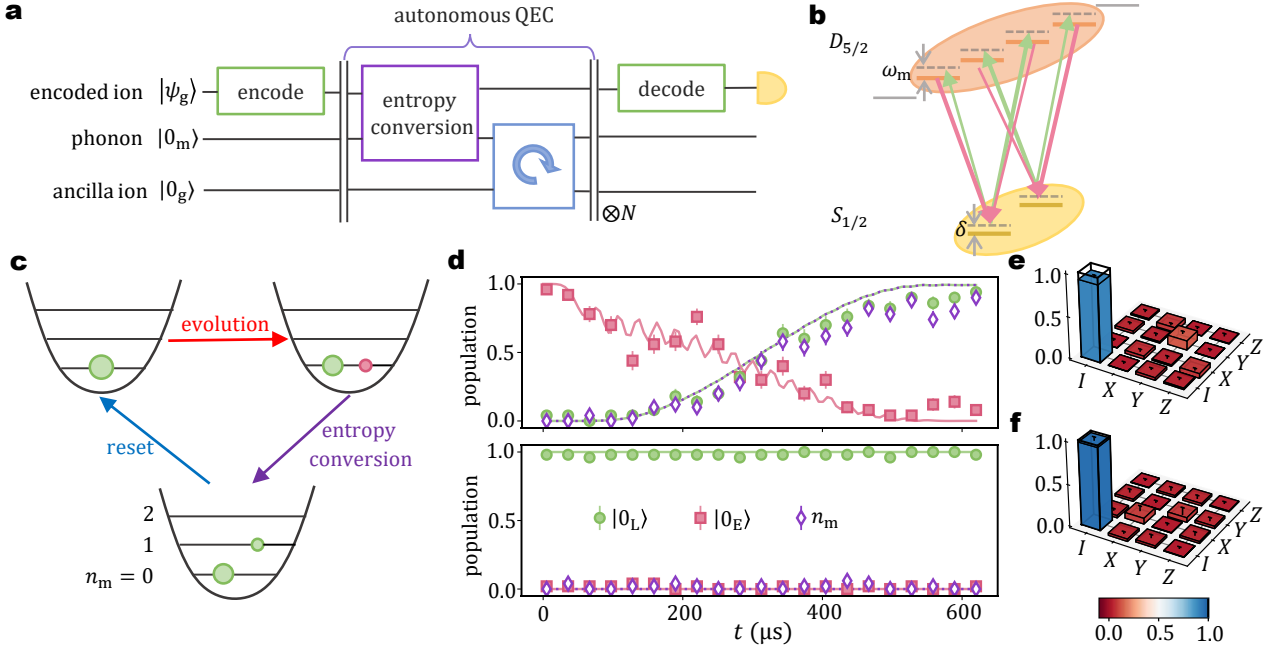 a
autonomous QEC
encoded ion |ψg⟩ encode entropy conversion decode
phonon |0m⟩
ancilla ion |0g⟩
⊗N
b
D5/2
ωm
S1/2
δ
c
evolution
reset
entropy
conversion
2
1
nm = 0
d
population
1.0
0.5
0.0
population
1.0
0.5
0.0
|0L⟩ |0E⟩ nm
0 200 400 600
t (μs)
e
1.0
0.5
0.0
I X Y Z
I X Y Z
f
1.0
0.5
0.0
I X Y Z
I X Y Z
0.0 0.5 1.0